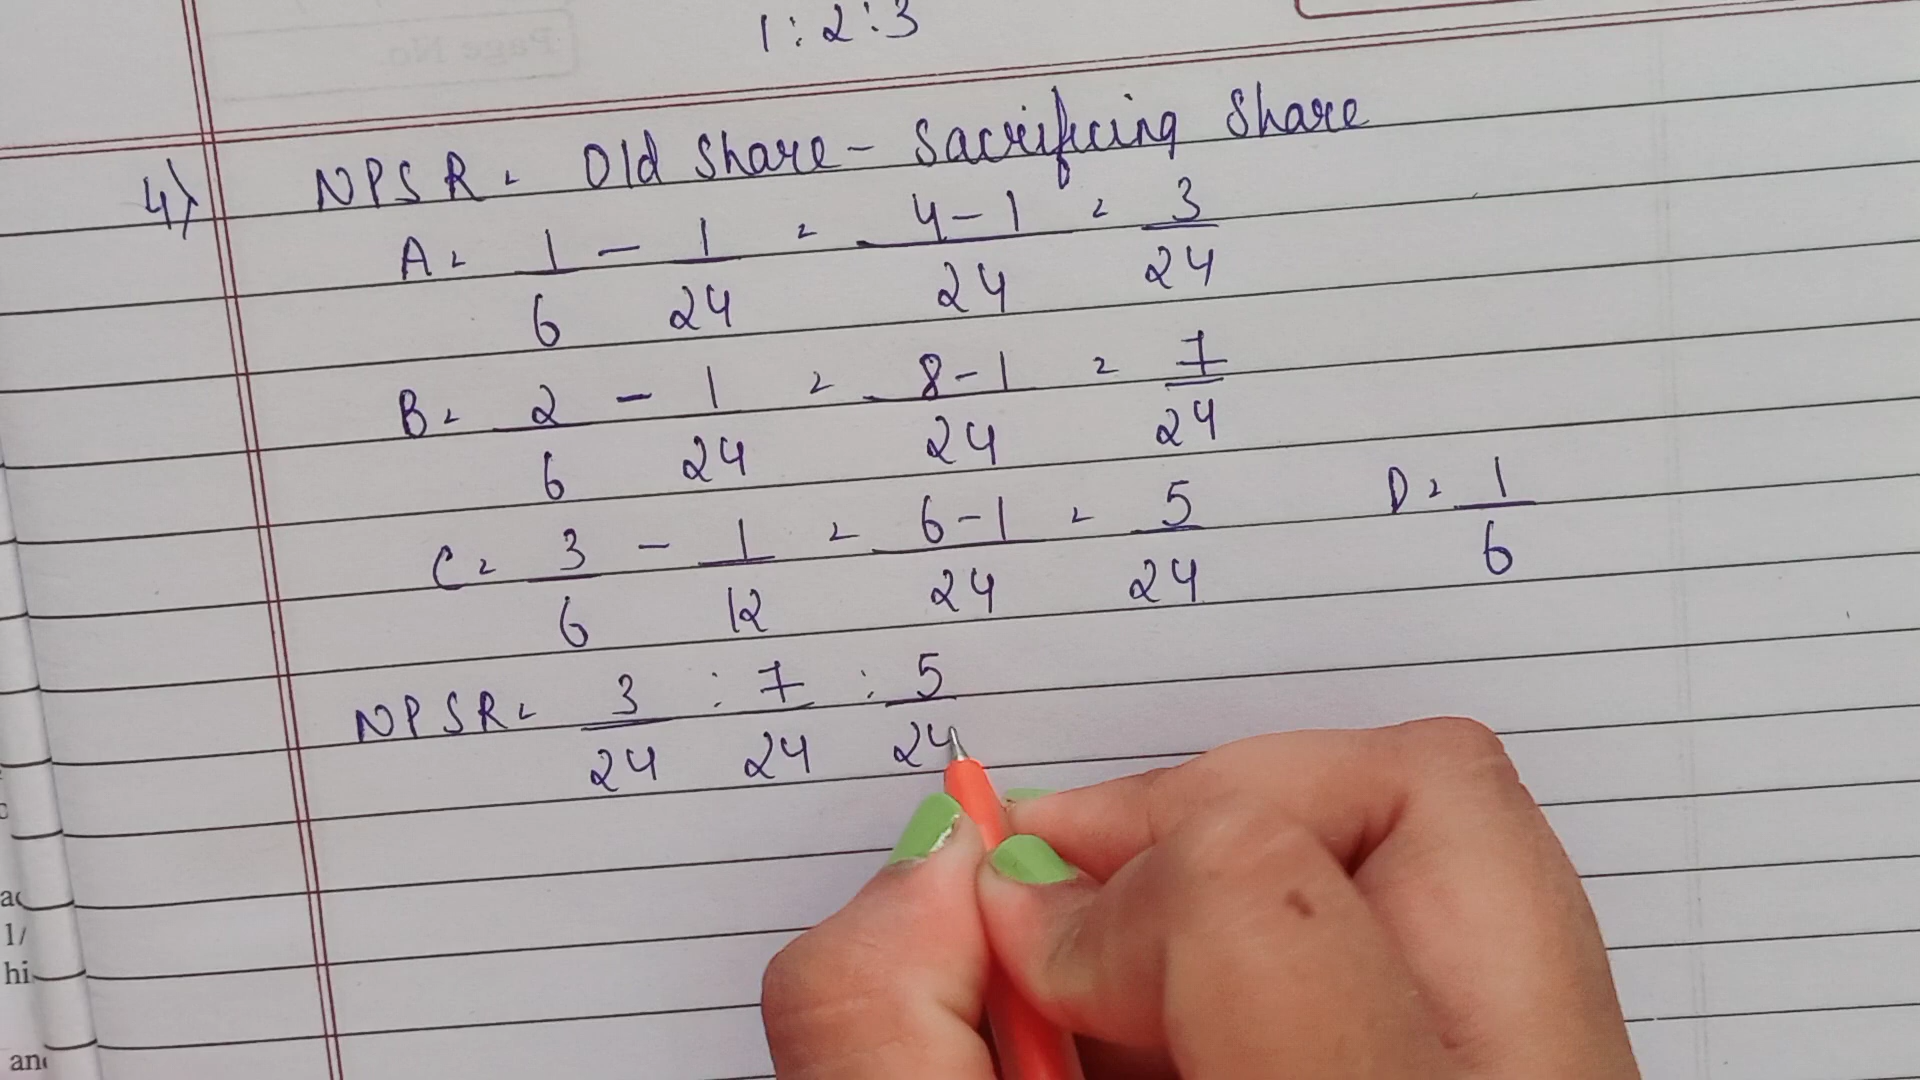 1:2:3
4) NPSR = Old Share - Sacrificing Share
A = 1/6 - 1/24 = 4-1/24 = 3/24
B = 2/6 - 1/24 = 8-1/24 = 7/24
C = 3/6 - 1/12 = 6-1/24 = 5/24 D = 1/6
NPSR = 3/24 : 7/24 : 5/24
1/
hi